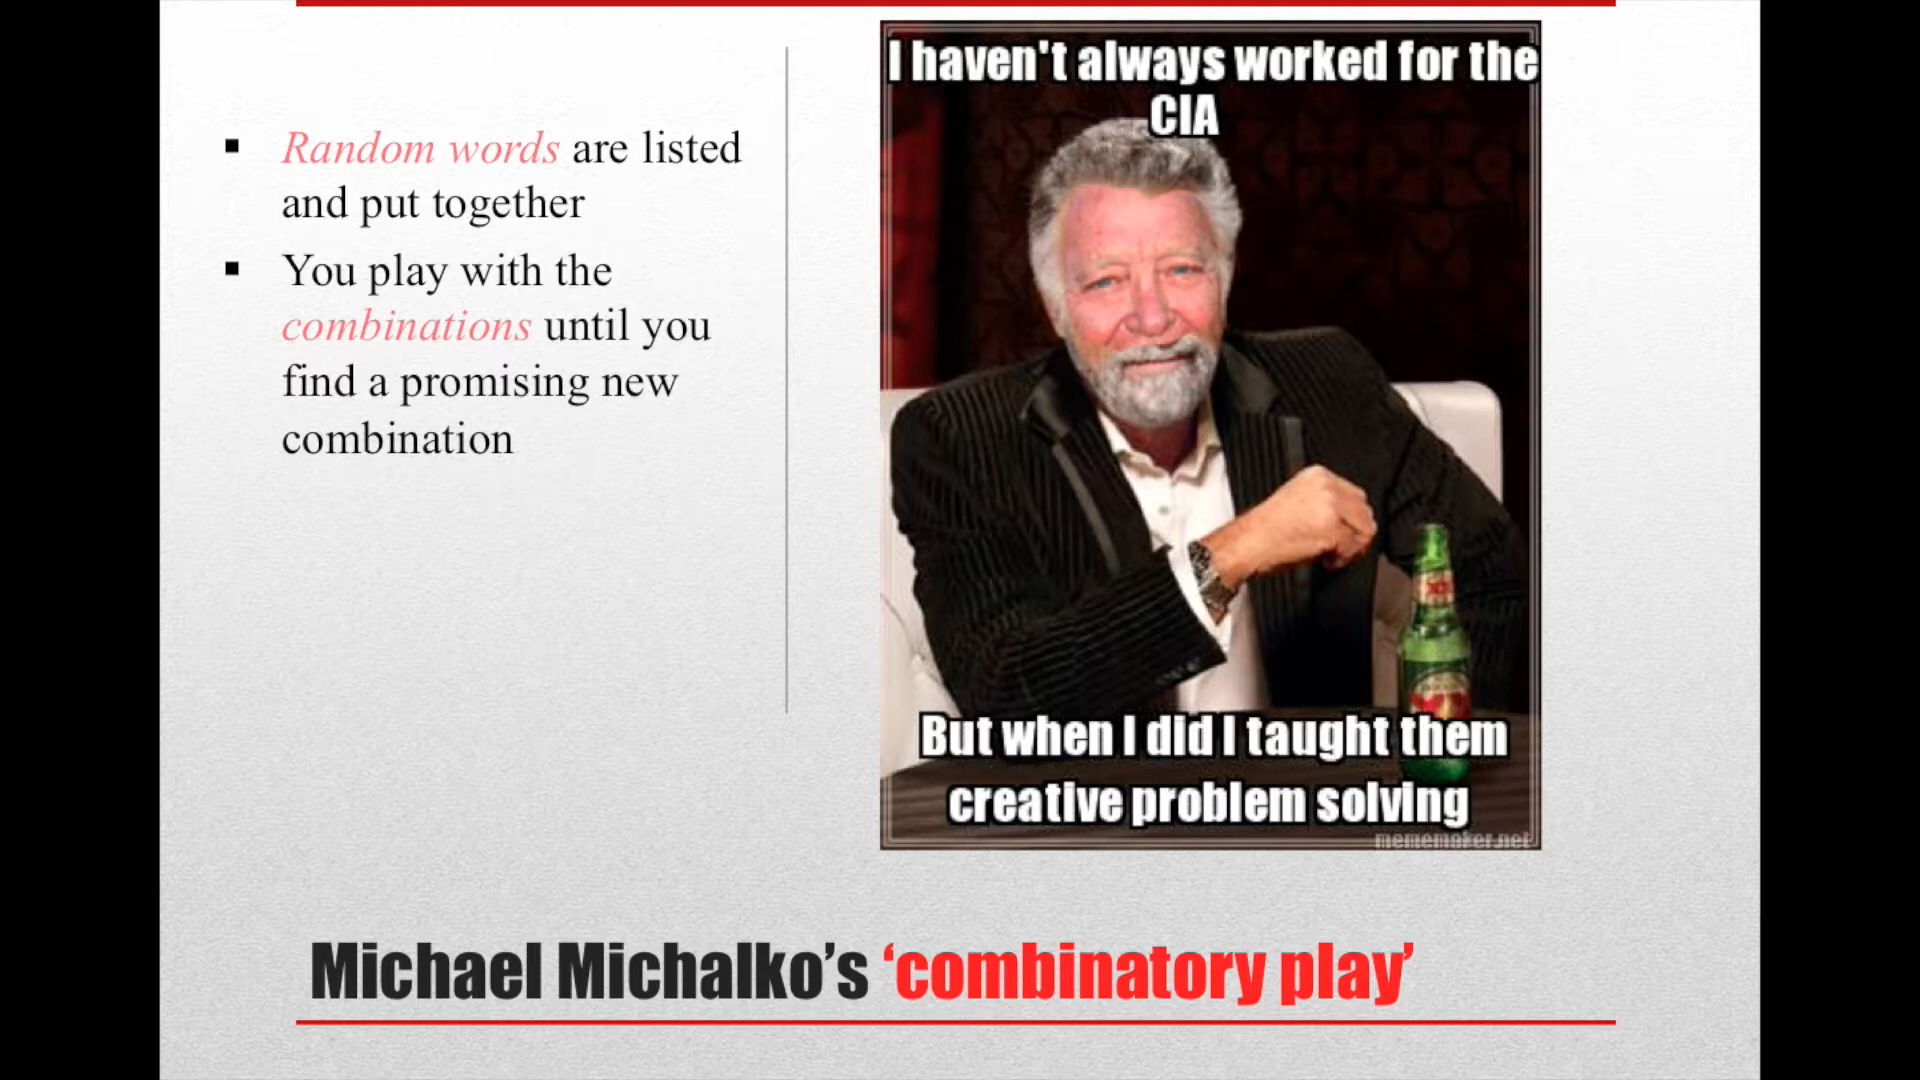 Random words are listed
and put together
You play with the
combinations until you
find a promising new
combination
I haven't always worked for the
CIA
But when I did I taught them
creative problem solving
mememaker.net
Michael Michalko’s ‘combinatory play’